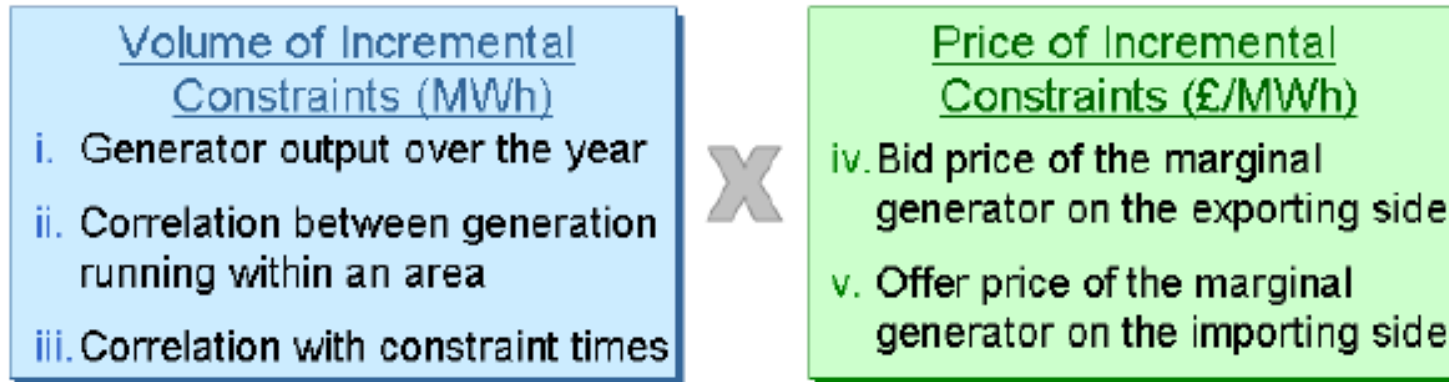 Volume of Incremental
Constraints (MWh)
i. Generator output over the year
ii. Correlation between generation
running within an area
iii. Correlation with constraint times
X
Price of Incremental
Constraints (£/MWh)
iv. Bid price of the marginal
generator on the exporting side
v. Offer price of the marginal
generator on the importing side